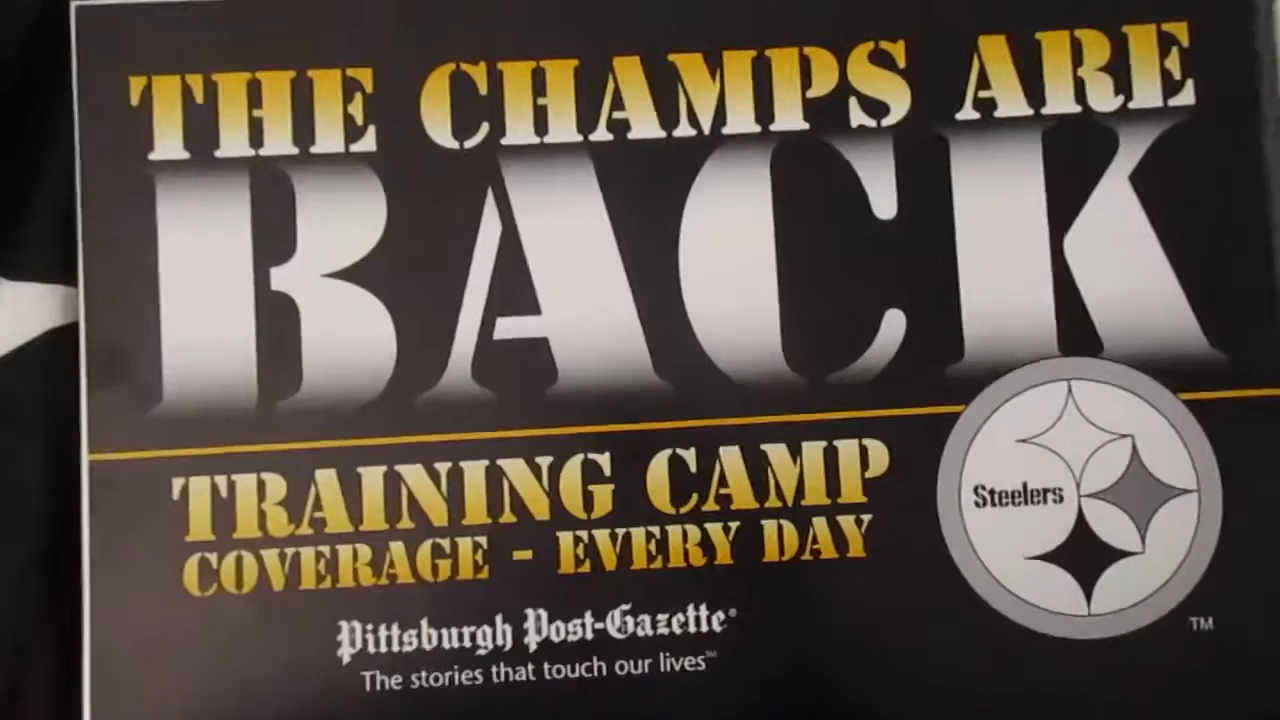 THE CHAMPS ARE
BACK
TRAINING CAMP
COVERAGE - EVERY DAY
Steelers
TM
Pittsburgh Post-Gazette®
The stories that touch our lives℠